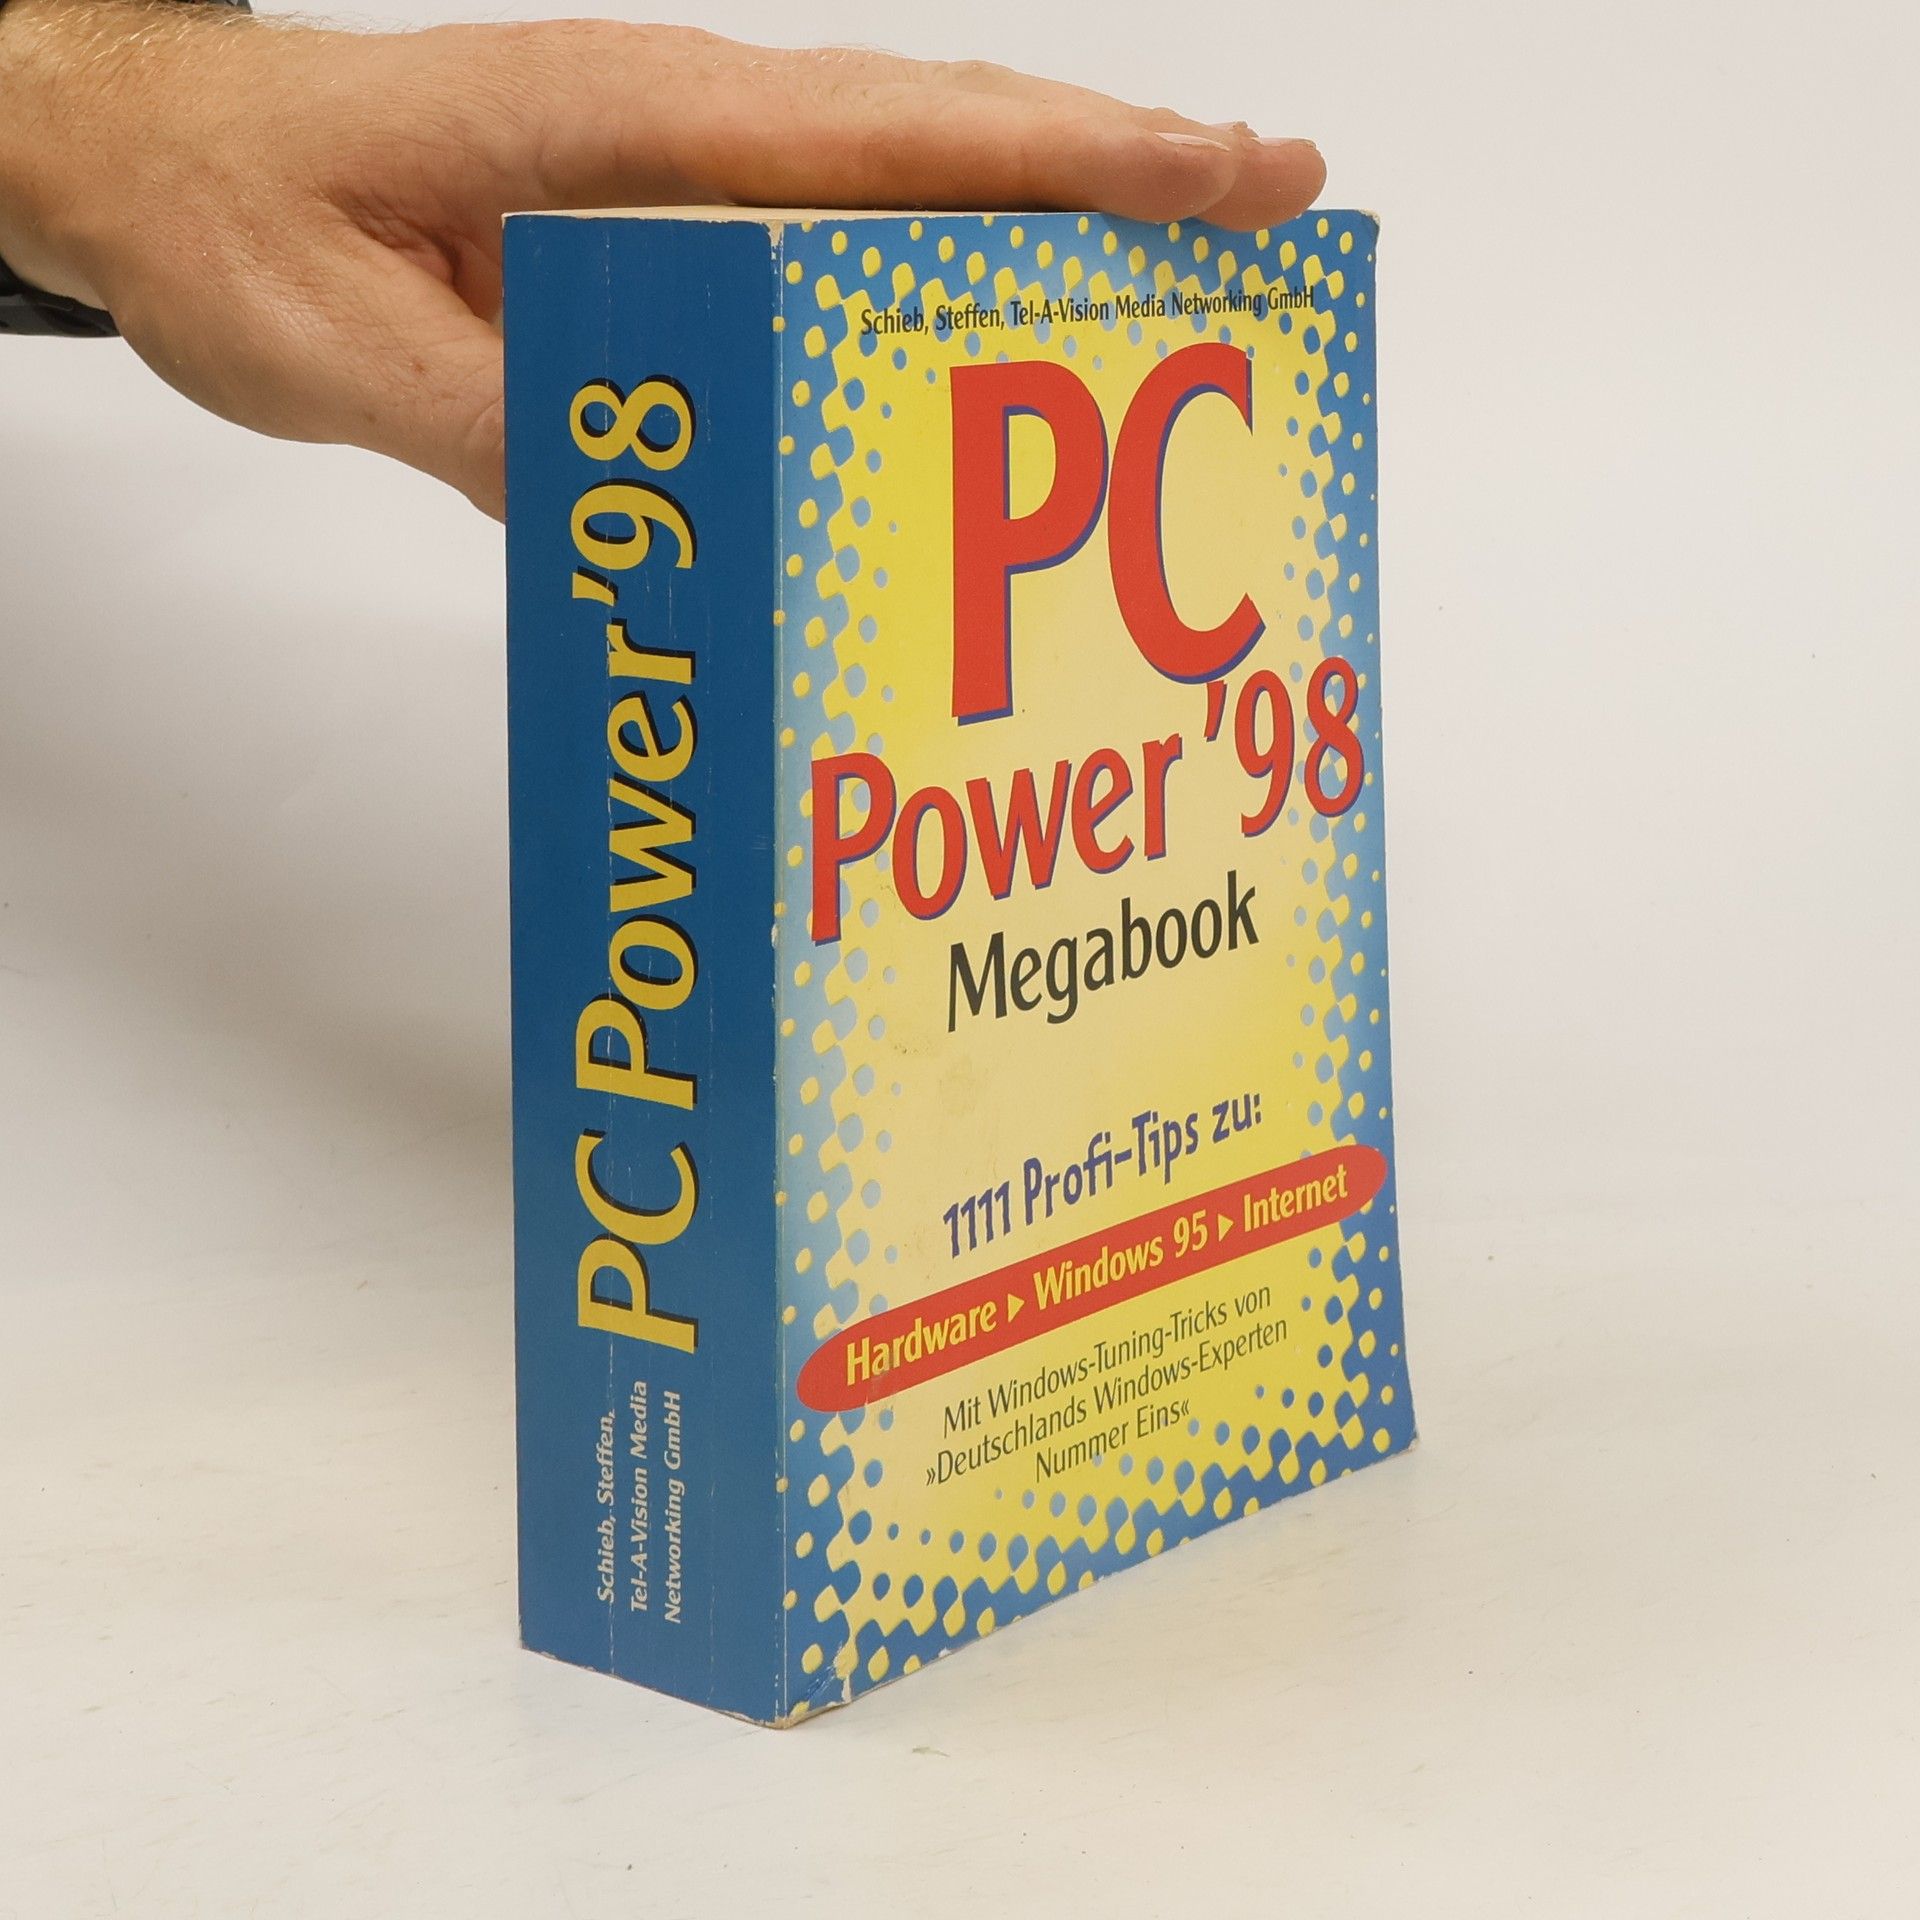 PC Power '98
Schieb, Steffen,
Tel-A-Vision Media
Networking GmbH
Schieb, Steffen, Tel-A-Vision Media Networking GmbH
PC
Power '98
Megabook
1111 Profi-Tips zu:
Hardware ▶ Windows 95 ▶ Internet
Mit Windows-Tuning-Tricks von
»Deutschlands Windows-Experten
Nummer Eins«